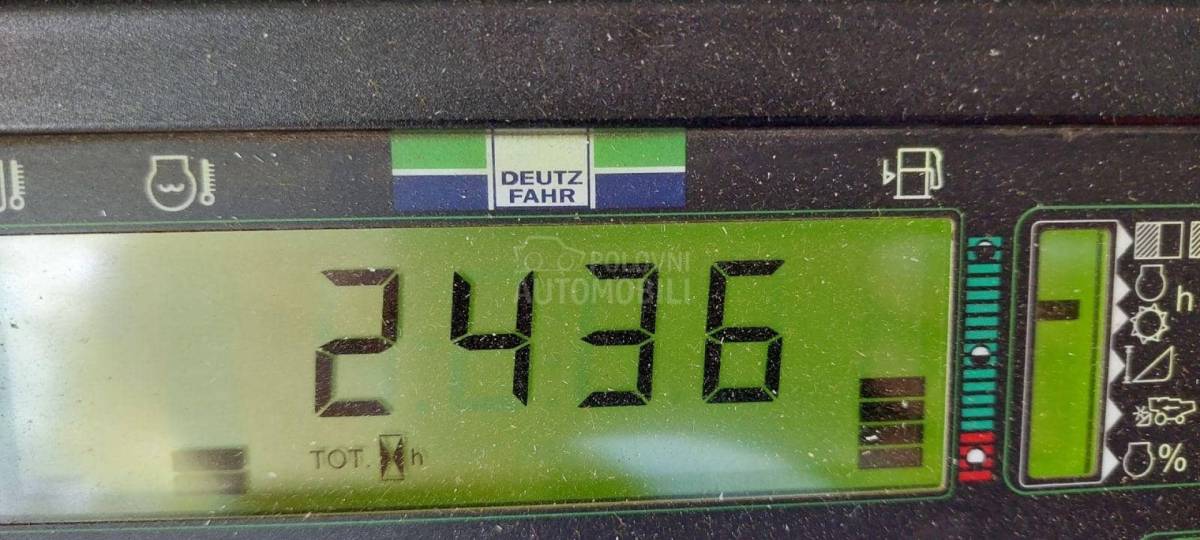 DEUTZ
FAHR
POLOVNI
AUTOMOBILI
2436
h
TOT. h
%